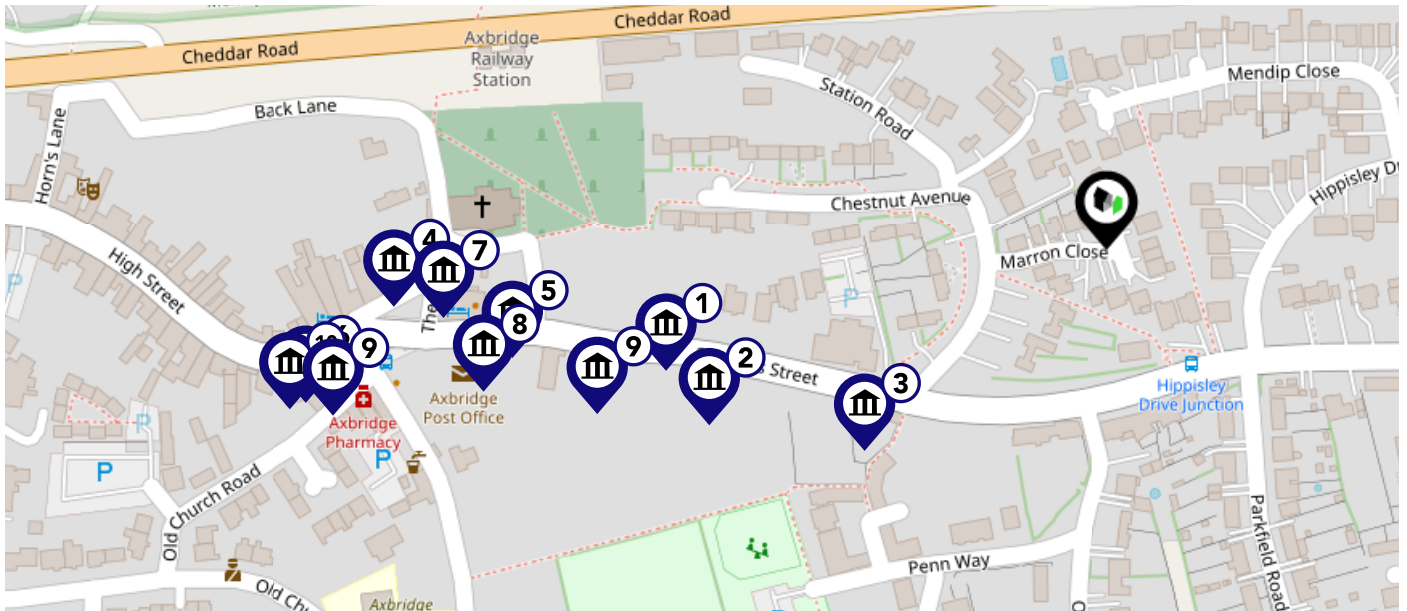 Cheddar Road
Cheddar Road
Axbridge
Railway
Station
Mendip Close
Station Road
Back Lane
Horn's Lane
Chestnut Avenue
Marron Close
High Street
4
7
5
8
1
9
2
3
6
9
Street
Axbridge
Post Office
Axbridge
Pharmacy
Hippisley
Drive Junction
P
P
P
P
P
Old Church Road
Penn Way
Parkfield Road
Axbridge